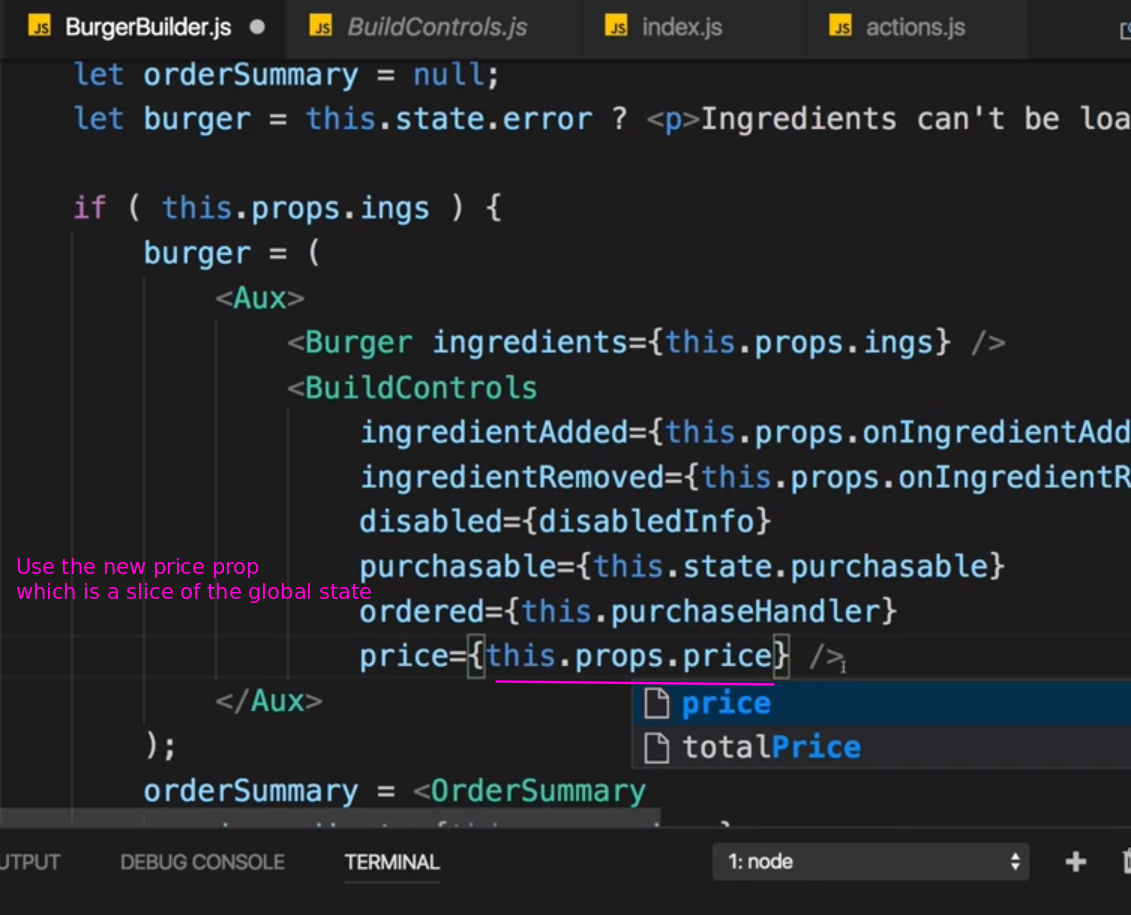 JS BurgerBuilder.js ● JS BuildControls.js JS index.js JS actions.js
let orderSummary = null;
let burger = this.state.error ? <p>Ingredients can't be loa
if ( this.props.ings ) {
burger = (
<Aux>
<Burger ingredients={this.props.ings} />
<BuildControls
ingredientAdded={this.props.onIngredientAdd
ingredientRemoved={this.props.onIngredientR
disabled={disabledInfo}
Use the new price prop
which is a slice of the global state
purchasable={this.state.purchasable}
ordered={this.purchaseHandler}
price={this.props.price} />
price
totalPrice
</Aux>
);
orderSummary = <OrderSummary
UTPUT DEBUG CONSOLE TERMINAL 1: node